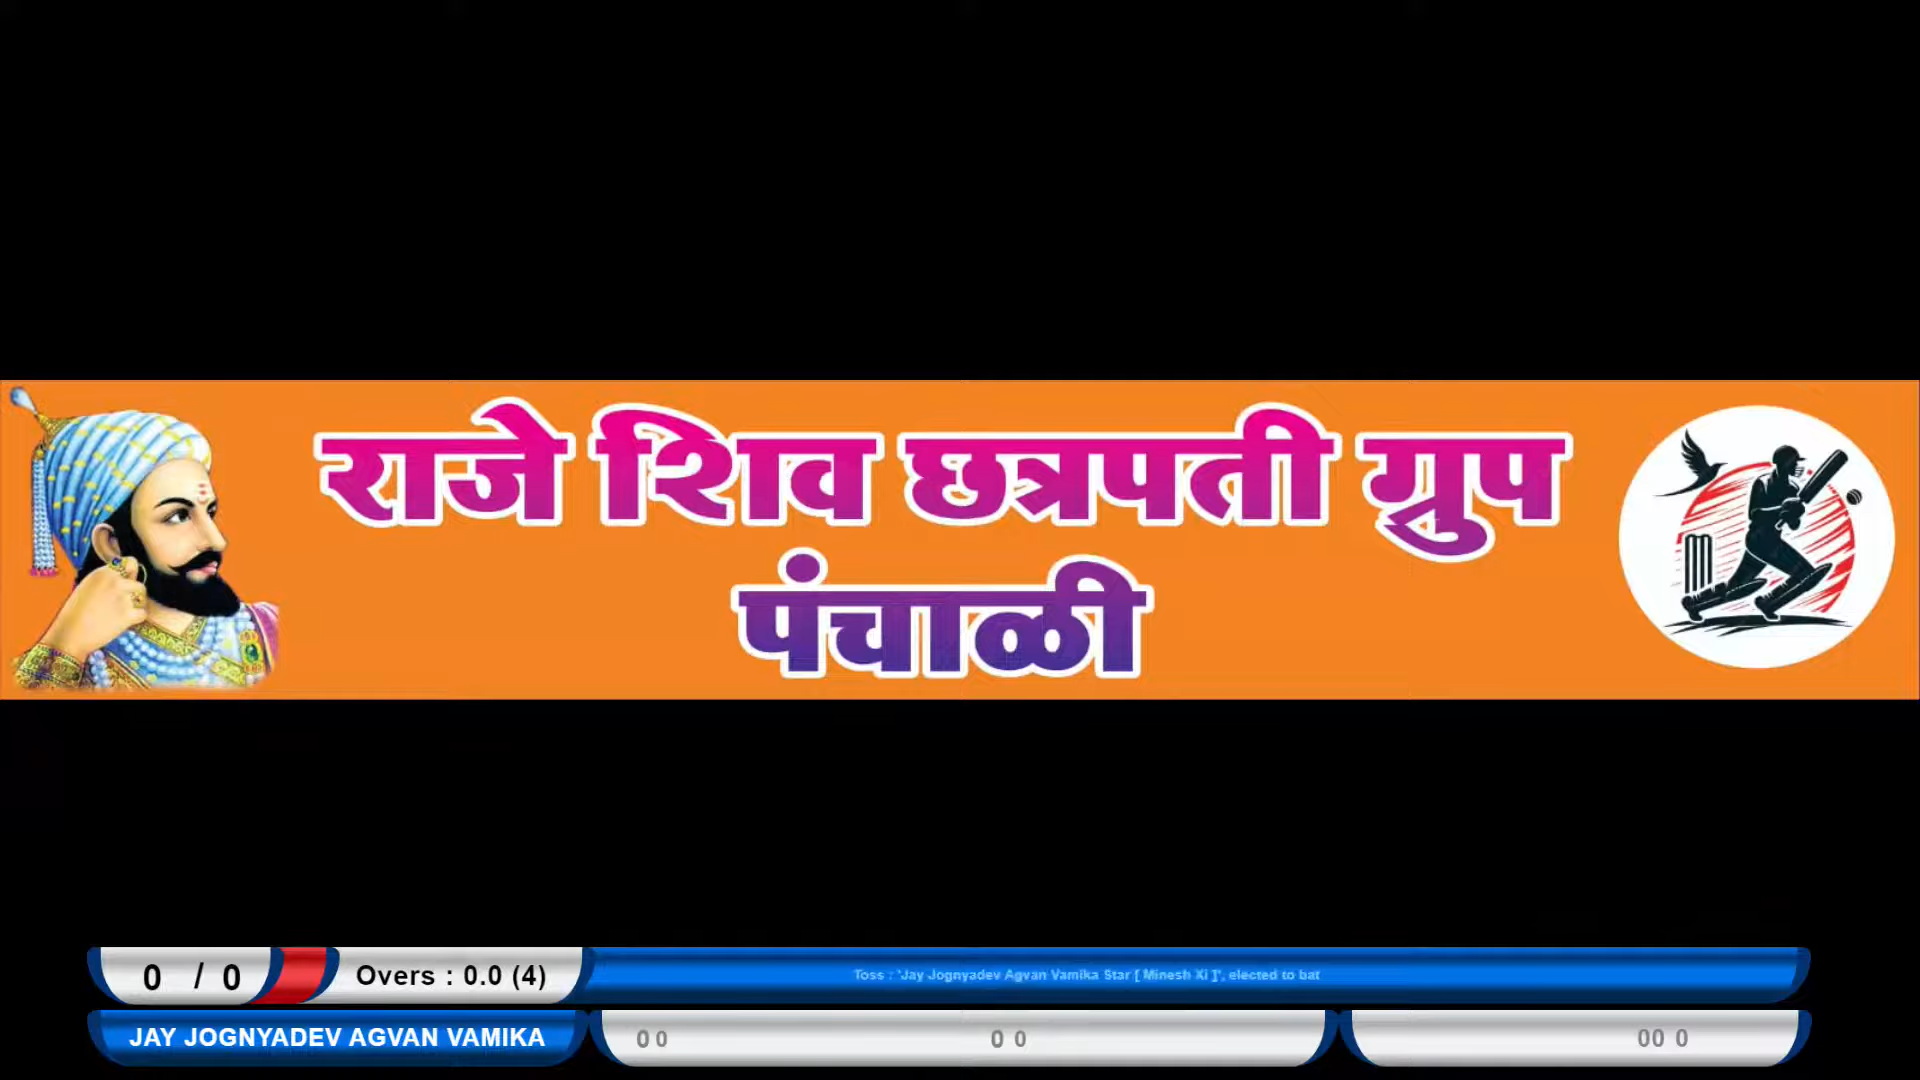 राजे शिव छत्रपती ग्रुप
पंचाळी
0 / 0 Overs : 0.0 (4) Toss : 'Jay Jognyadev Agvan Vamika Star [ Minesh Xi ]', elected to bat
JAY JOGNYADEV AGVAN VAMIKA 0 0 0 0 00 0